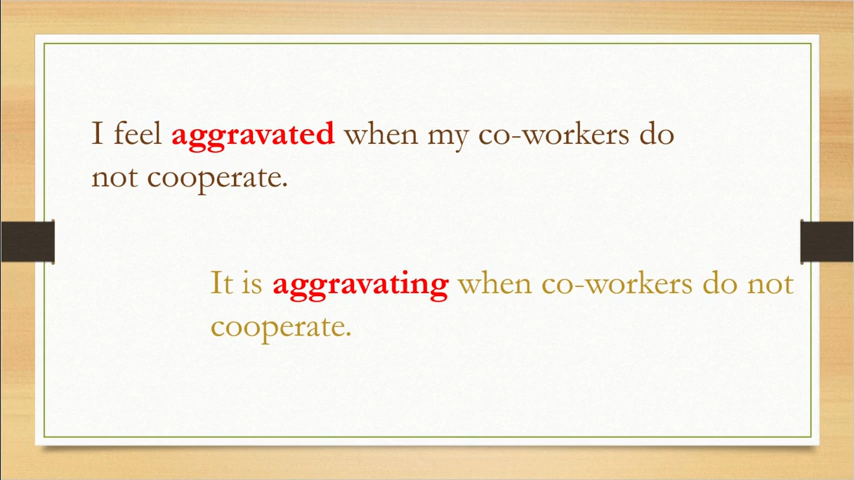 I feel aggravated when my co-workers do
not cooperate.
It is aggravating when co-workers do not
cooperate.